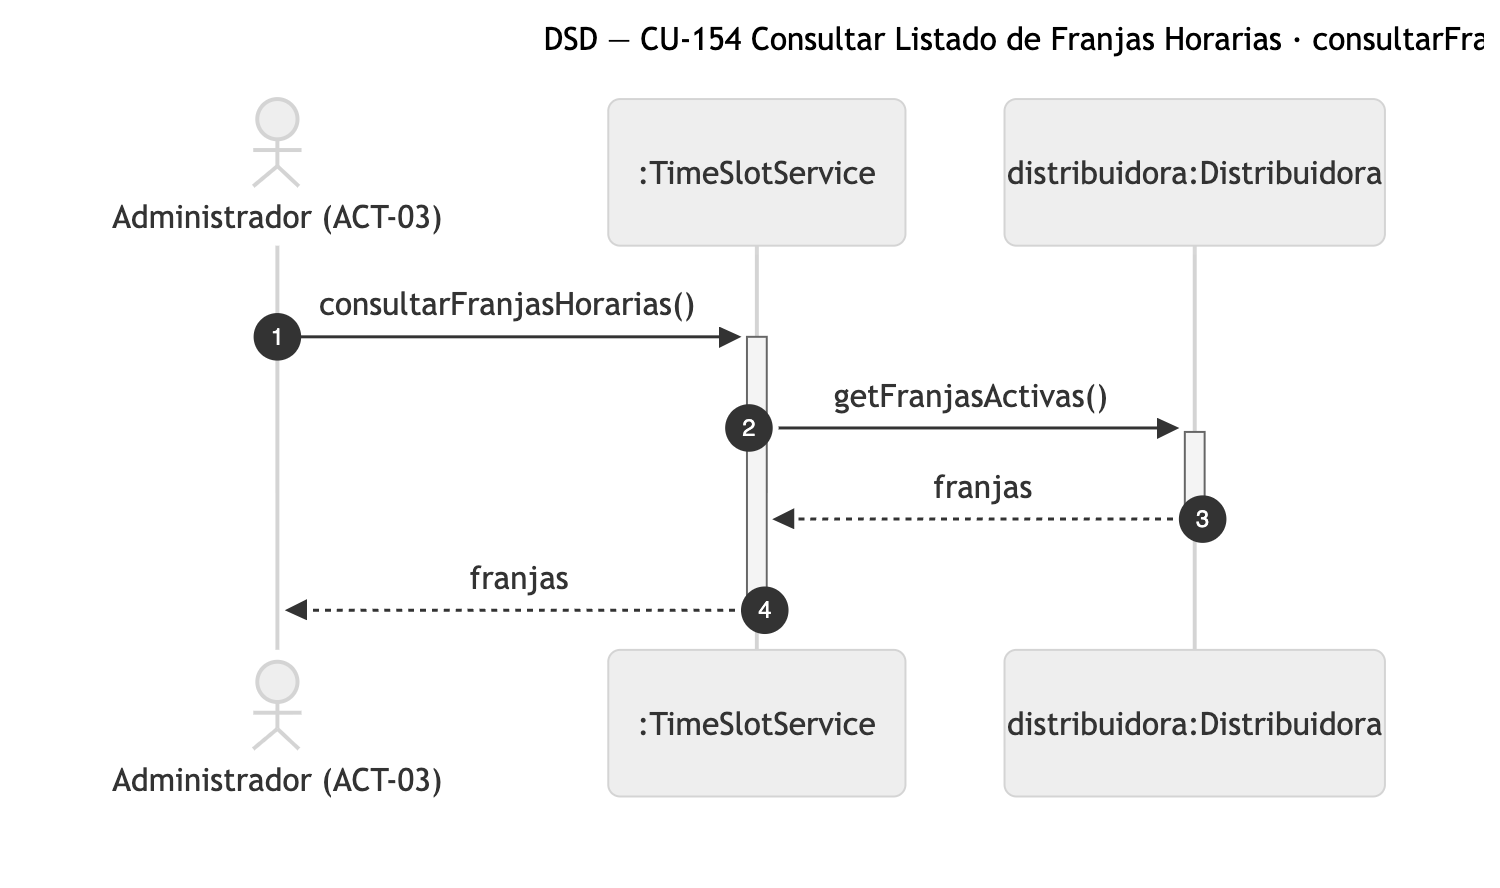 DSD — CU-154 Consultar Listado de Franjas Horarias ·
Administrador (ACT-03)
:TimeSlotService
distribuidora:Distribuidora
consultarFranjasHorarias()
1
getFranjasActivas()
2
franjas
3
franjas
4
Administrador (ACT-03)
:TimeSlotService
distribuidora:Distribuidora